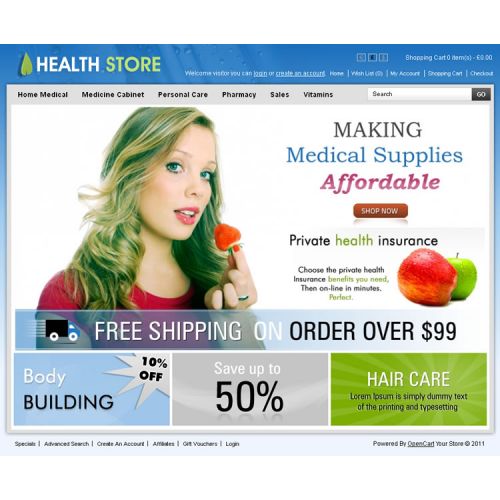 HEALTH STORE
Shopping Cart 0 item(s) - £0.00
Welcome visitor you can login or create an account. Home | Wish List (0) | My Account | Shopping Cart | Checkout
Home Medical Medicine Cabinet Personal Care Pharmacy Sales Vitamins Search GO
MAKING
Medical Supplies
Affordable
SHOP NOW
Private health insurance
Choose the private health
Insurance benefits you need,
Then on-line in minutes.
Perfect.
FREE SHIPPING ON ORDER OVER $99
Body
BUILDING
10%
OFF
Save up to
50%
HAIR CARE
Lorem Ipsum is simply dummy
text of the printing and typesetting
Specials | Advanced Search | Create An Account | Affiliates | Gift Vouchers | Login
Powered By OpenCart Your Store © 2011